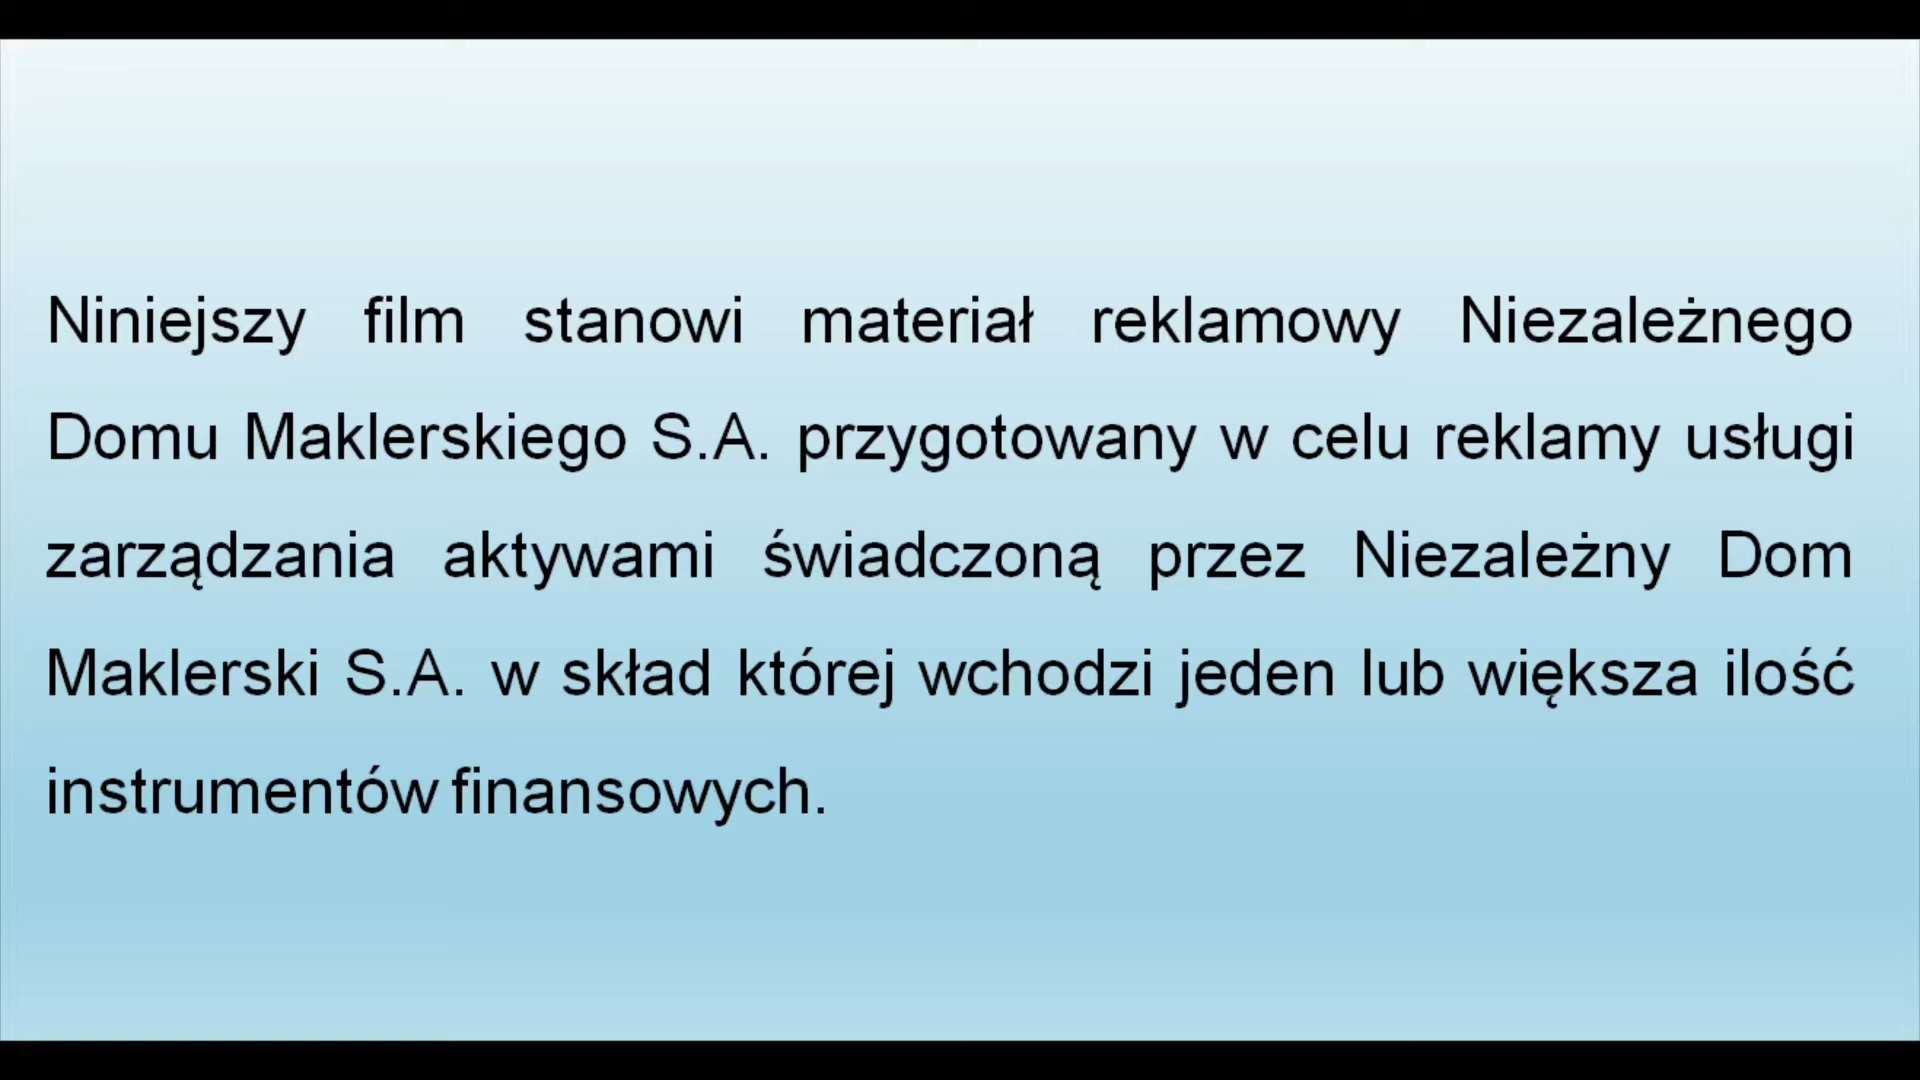 Niniejszy film stanowi materiał reklamowy Niezależnego
Domu Maklerskiego S.A. przygotowany w celu reklamy usługi
zarządzania aktywami świadczoną przez Niezależny Dom
Maklerski S.A. w skład której wchodzi jeden lub większa ilość
instrumentów finansowych.